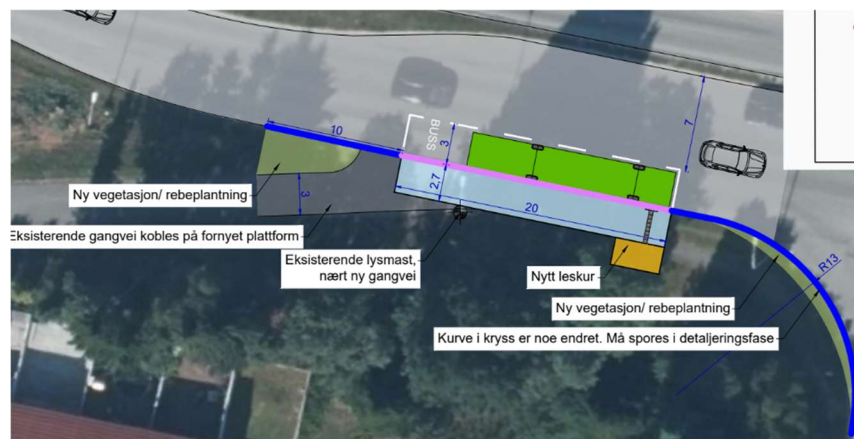 10
BUSS
3
7
2,7
20
3
R13
Ny vegetasjon/ rebeplantning
Eksisterende gangvei kobles på fornyet plattform
Eksisterende lysmast,
nært ny gangvei
Nytt leskur
Ny vegetasjon/ rebeplantning
Kurve i kryss er noe endret. Må spores i detaljeringsfase